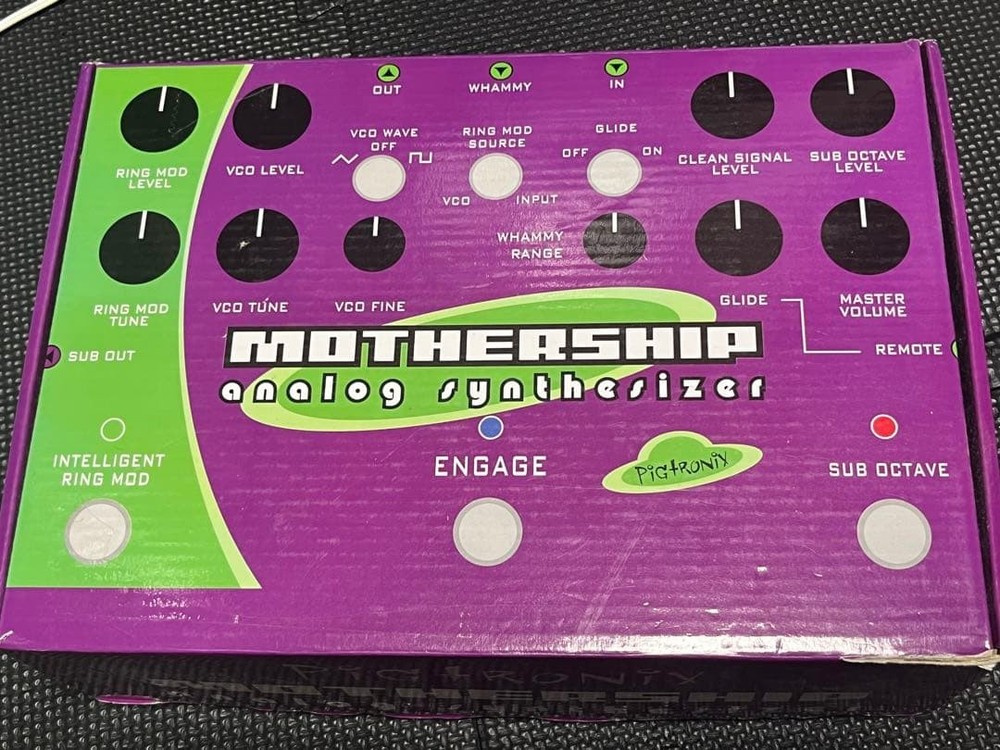 OUT
WHAMMY
IN
RING MOD
LEVEL
VCO LEVEL
VCO WAVE
OFF
RING MOD
SOURCE
VCO
INPUT
GLIDE
OFF
ON
CLEAN SIGNAL
LEVEL
SUB OCTAVE
LEVEL
RING MOD
TUNE
VCO TUNE
VCO FINE
WHAMMY
RANGE
GLIDE
MASTER
VOLUME
SUB OUT
REMOTE
MOTHERSHIP
analog synthesizer
INTELLIGENT
RING MOD
ENGAGE
PIGTRONIX
SUB OCTAVE
PIGTRONIX
MOTHERSHIP